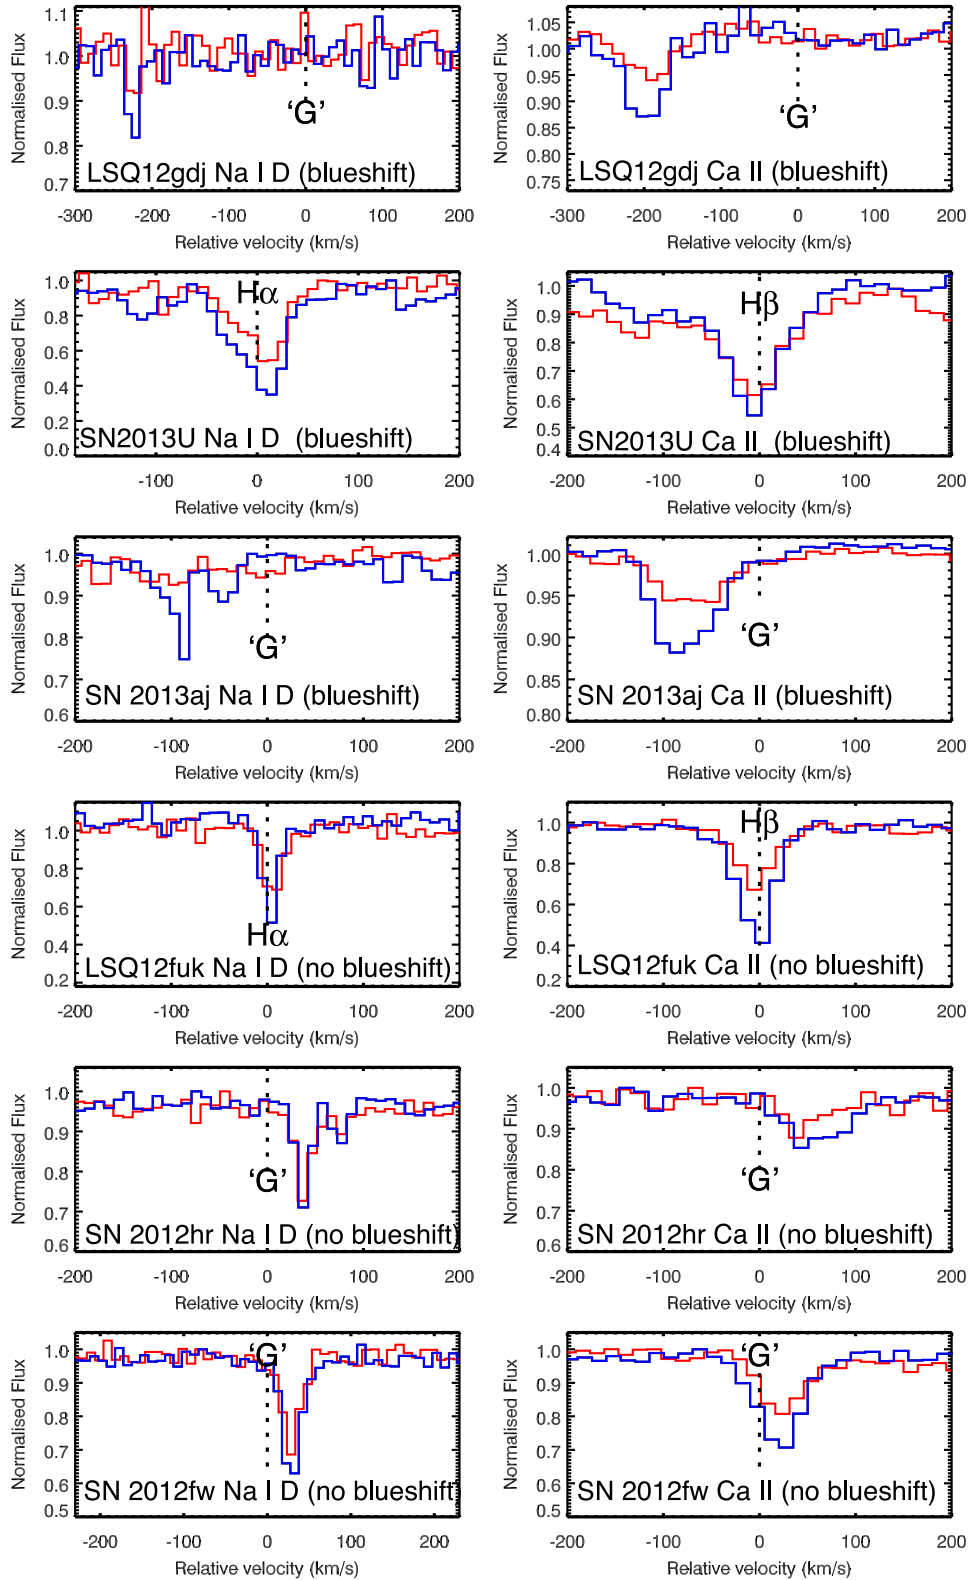 1.1
1.0
0.9
0.8
0.7
Normalised Flux
'G'
LSQ12gdj Na I D (blueshift)
-300 -200 -100 0 100 200
Relative velocity (km/s)
1.05
1.00
0.95
0.90
0.85
0.80
0.75
Normalised Flux
'G'
LSQ12gdj Ca II (blueshift)
-300 -200 -100 0 100 200
Relative velocity (km/s)
1.0
0.8
0.6
0.4
0.2
0.0
Normalised Flux
Hα
SN2013U Na I D (blueshift)
-100 0 100 200
Relative velocity (km/s)
1.0
0.9
0.8
0.7
0.6
0.5
0.4
Normalised Flux
Hβ
SN2013U Ca II (blueshift)
-200 -100 0 100 200
Relative velocity (km/s)
1.0
0.9
0.8
0.7
0.6
Normalised Flux
'G'
SN 2013aj Na I D (blueshift)
-200 -100 0 100 200
Relative velocity (km/s)
1.00
0.95
0.90
0.85
0.80
Normalised Flux
'G'
SN 2013aj Ca II (blueshift)
-200 -100 0 100 200
Relative velocity (km/s)
1.0
0.8
0.6
0.4
0.2
Normalised Flux
Hα
LSQ12fuk Na I D (no blueshift)
-200 -100 0 100 200
Relative velocity (km/s)
1.0
0.8
0.6
0.4
0.2
Normalised Flux
Hβ
LSQ12fuk Ca II (no blueshift)
-200 -100 0 100 200
Relative velocity (km/s)
1.0
0.9
0.8
0.7
0.6
Normalised Flux
'G'
SN 2012hr Na I D (no blueshift)
-200 -100 0 100 200
Relative velocity (km/s)
1.0
0.9
0.8
0.7
0.6
Normalised Flux
'G'
SN 2012hr Ca II (no blueshift)
-200 -100 0 100 200
Relative velocity (km/s)
1.0
0.9
0.8
0.7
0.6
0.5
Normalised Flux
'G'
SN 2012fw Na I D (no blueshift)
-200 -100 0 100 200
Relative velocity (km/s)
1.0
0.9
0.8
0.7
0.6
0.5
Normalised Flux
'G'
SN 2012fw Ca II (no blueshift)
-200 -100 0 100 200
Relative velocity (km/s)